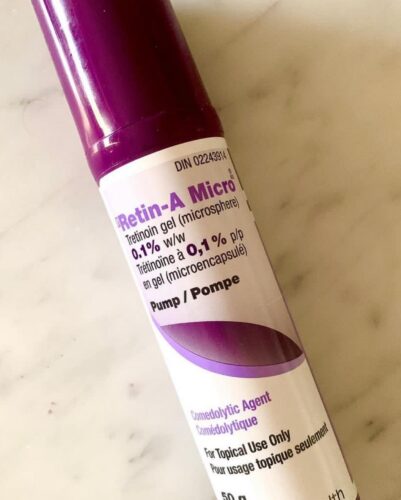 DIN 02243914
Retin-A Micro®
Tretinoin gel (microsphere)
0.1% w/w
Trétinoïne à 0,1% p/p
en gel (microencapsulé)
Pump / Pompe
Comedolytic Agent
Comédolytique
For Topical Use Only
Pour usage topique seulement
50 g